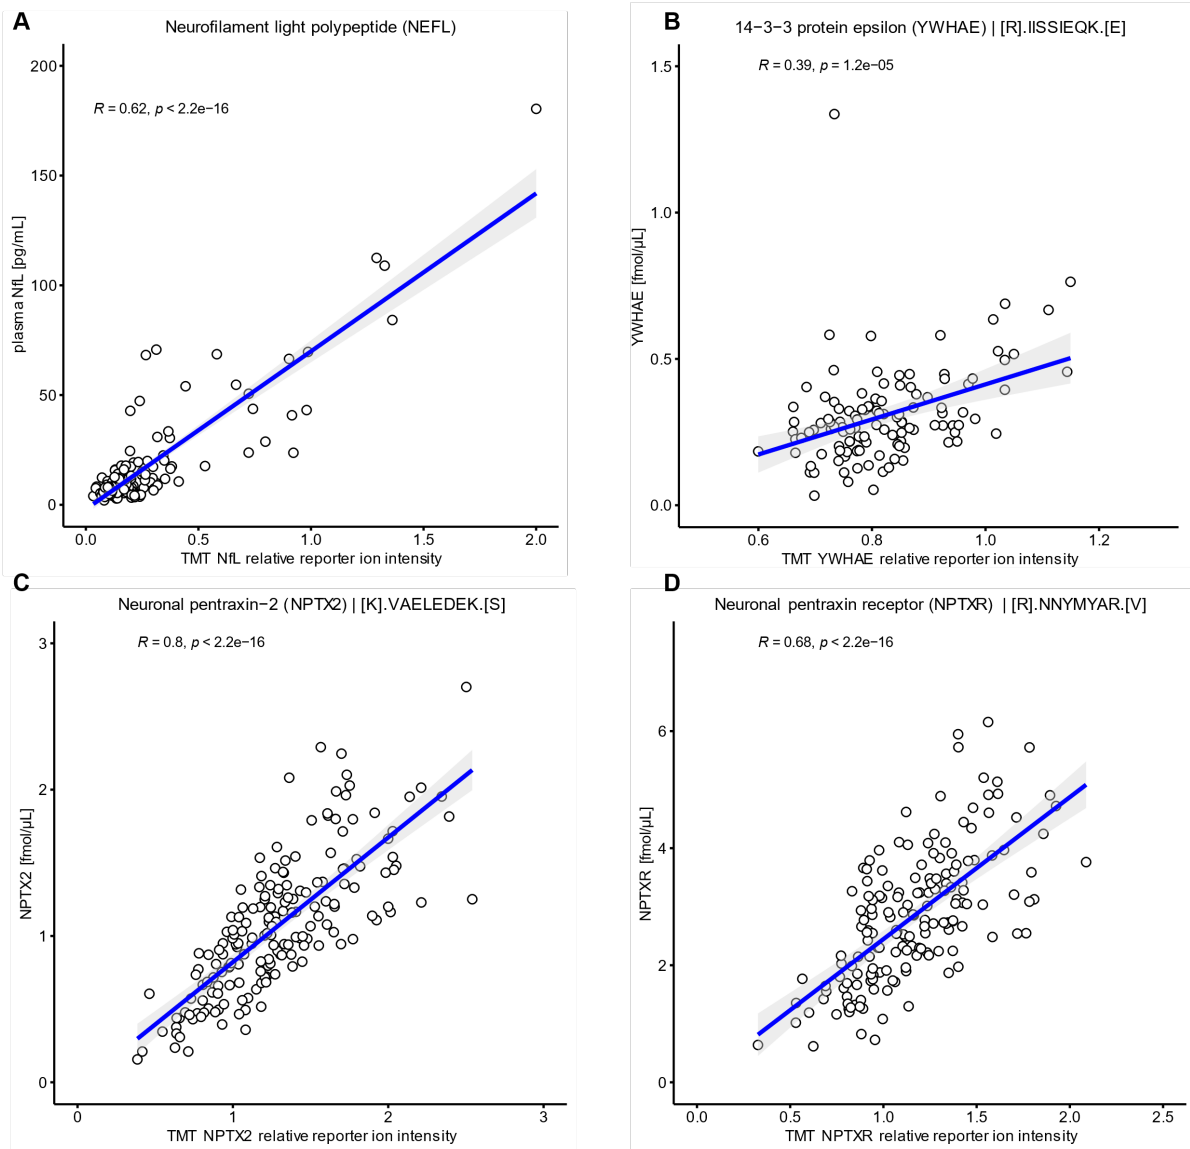 A
Neurofilament light polypeptide (NEFL)
R = 0.62, p < 2.2e−16
plasma NfL [pg/mL]
200
150
100
50
0
0.0 0.5 1.0 1.5 2.0
TMT NfL relative reporter ion intensity
B
14−3−3 protein epsilon (YWHAE) | [R].IISSIEQK.[E]
R = 0.39, p = 1.2e−05
YWHAE [fmol/µL]
1.5
1.0
0.5
0.0
0.6 0.8 1.0 1.2
TMT YWHAE relative reporter ion intensity
C
Neuronal pentraxin−2 (NPTX2) | [K].VAELEDEK.[S]
R = 0.8, p < 2.2e−16
NPTX2 [fmol/µL]
3
2
1
0
0 1 2 3
TMT NPTX2 relative reporter ion intensity
D
Neuronal pentraxin receptor (NPTXR) | [R].NNYMYAR.[V]
R = 0.68, p < 2.2e−16
NPTXR [fmol/µL]
6
4
2
0
0.0 0.5 1.0 1.5 2.0 2.5
TMT NPTXR relative reporter ion intensity